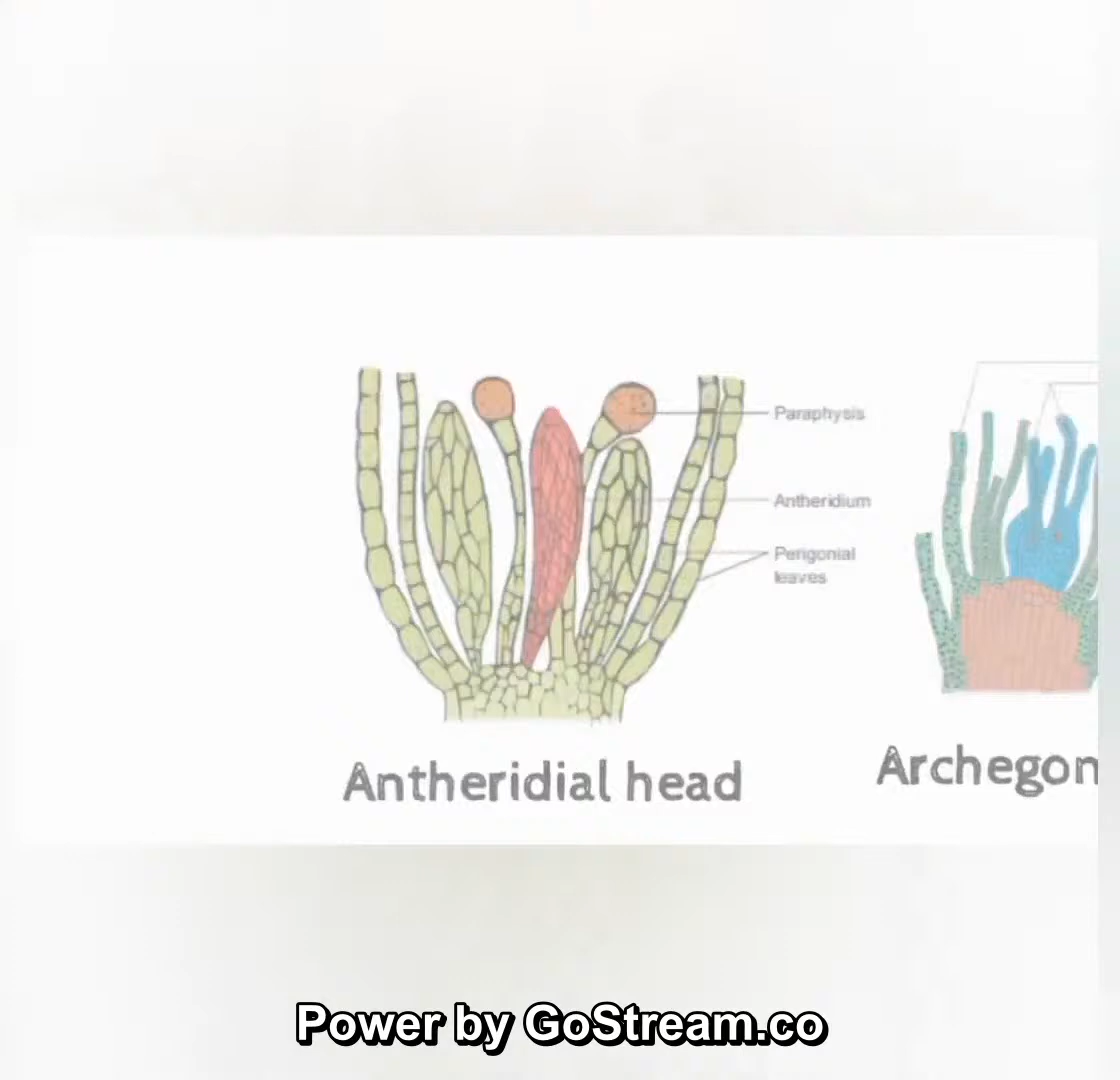 Paraphysis
Antheridium
Perigonial
leaves
Antheridial head
Archegon
Power by GoStream.co